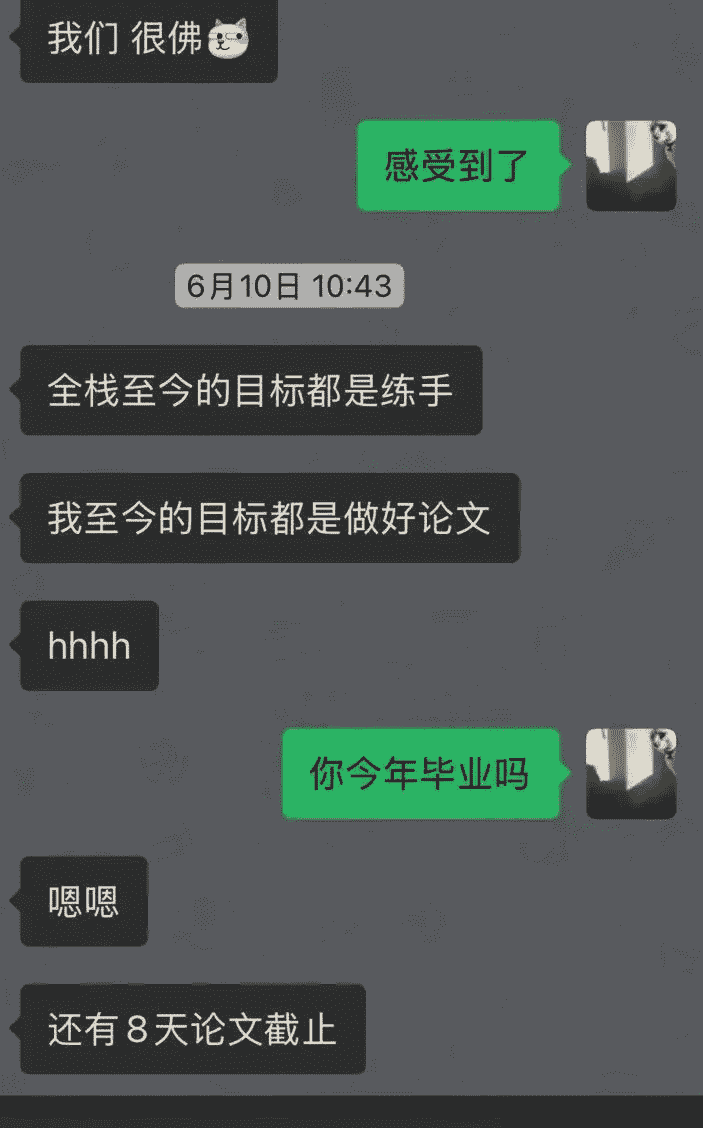 我们 很佛
感受到了
6月10日 10:43
全栈至今的目标都是练手
我至今的目标都是做好论文
hhhh
你今年毕业吗
嗯嗯
还有8天论文截止